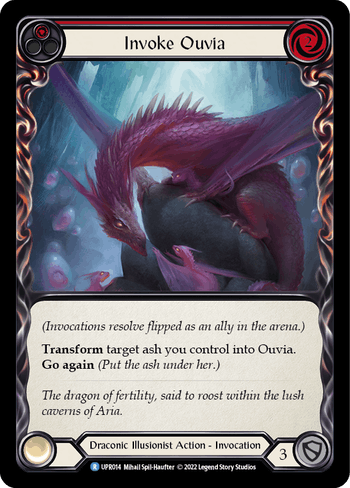 Invoke Ouvia
2
(Invocations resolve flipped as an ally in the arena.)
Transform target ash you control into Ouvia.
Go again (Put the ash under her.)
The dragon of fertility, said to roost within the lush
caverns of Aria.
Draconic Illusionist Action - Invocation
3
R UPR014 Mihail Spil-Haufter © 2022 Legend Story Studios